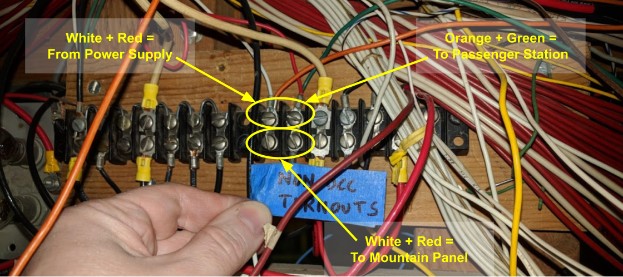 White + Red =
From Power Supply
Orange + Green =
To Passenger Station
NON-DCC
TURNOUTS
White + Red =
To Mountain Panel